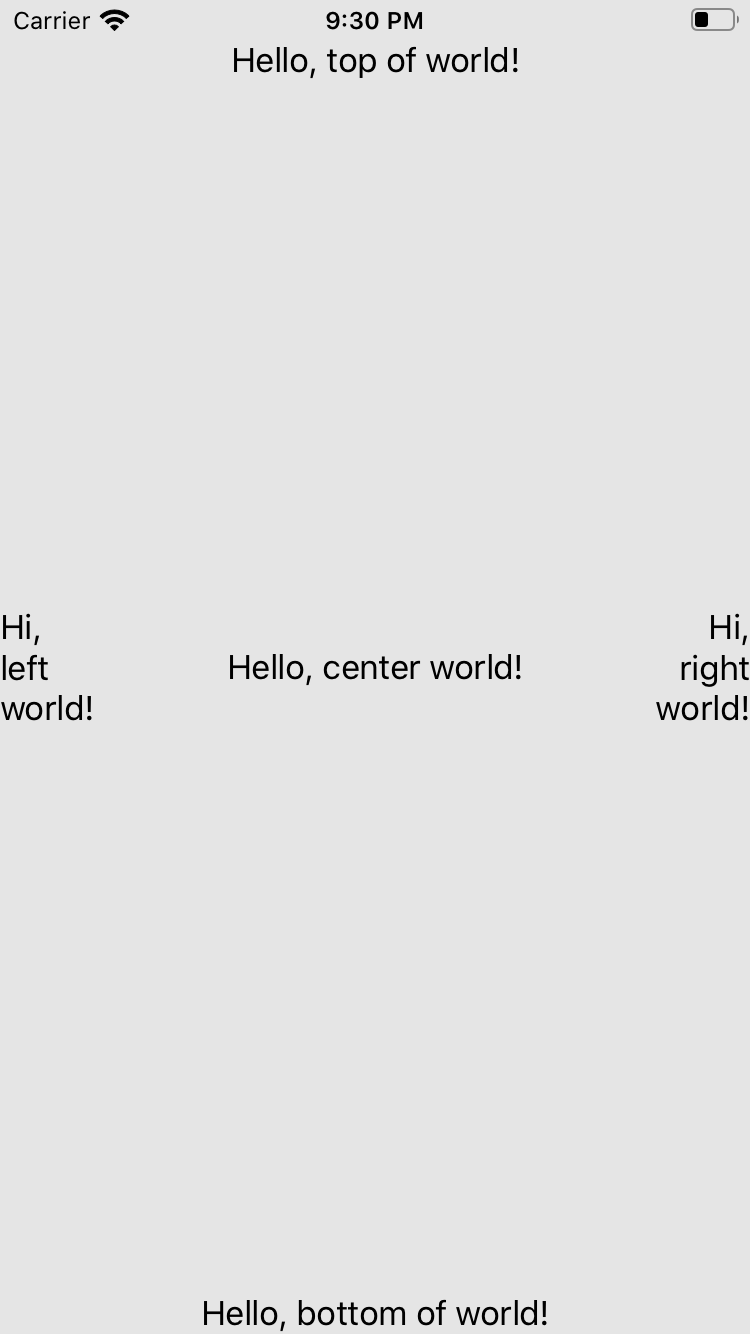 Carrier 9:30 PM
Hello, top of world!
Hi,
left
world!
Hello, center world!
Hi,
right
world!
Hello, bottom of world!